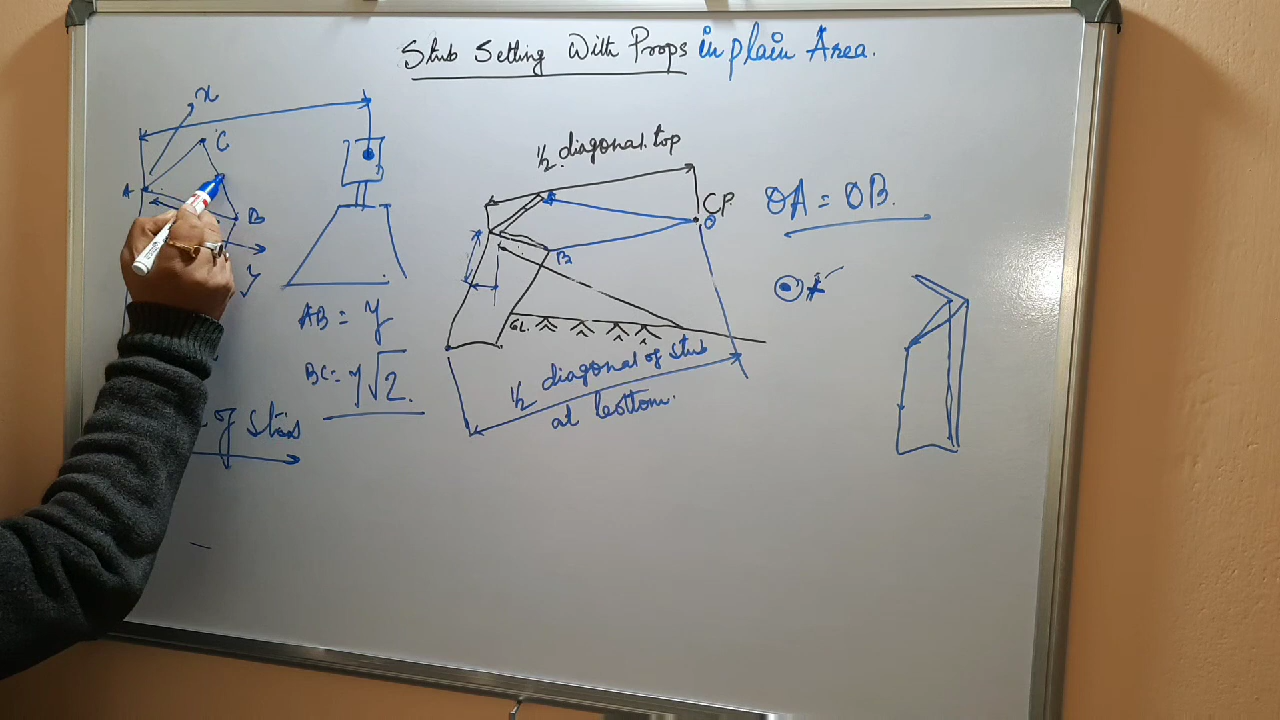 Stub Setting With Props in plain Area.
x
C
A
B
y
AB = y
BC = y√2.
of Stub
½ diagonal top
CP
O
A
B
GL.
½ diagonal of stub
at bottom.
OA = OB.